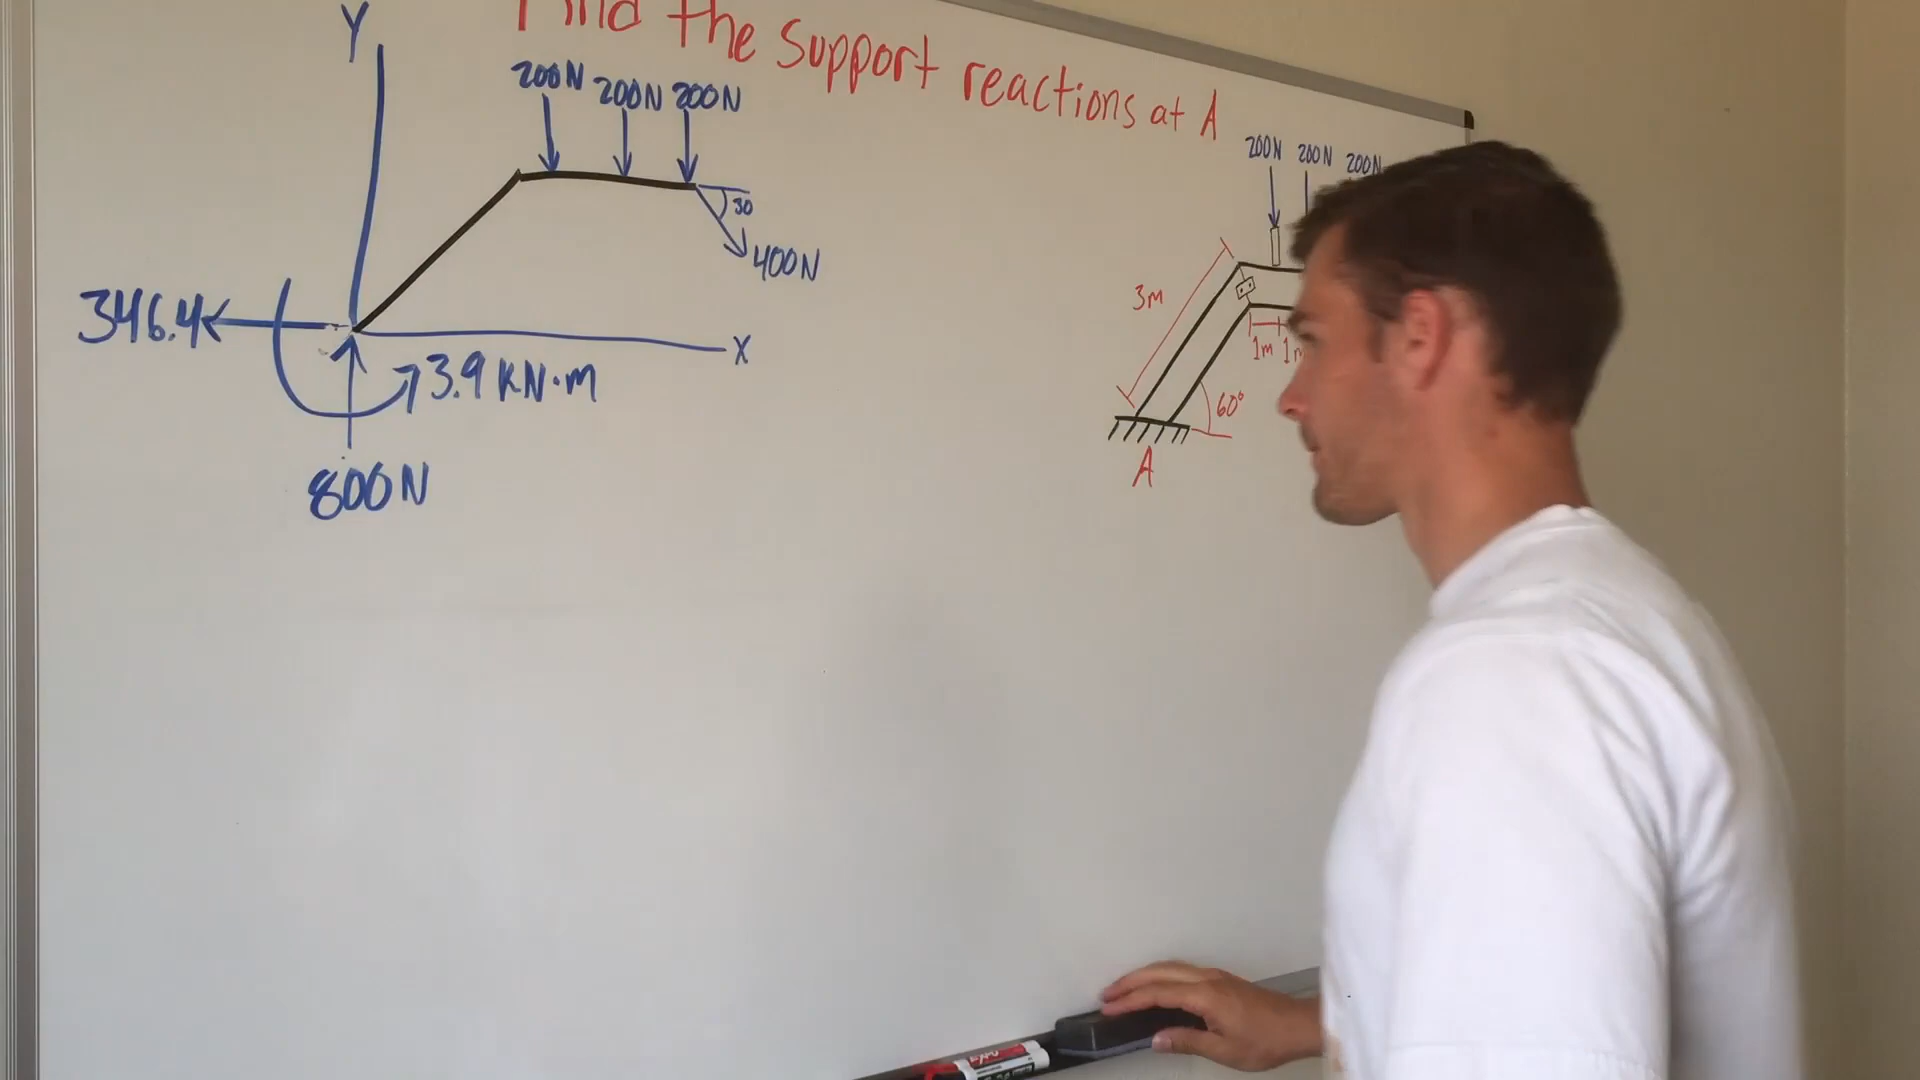 Find the support reactions at A
Y
200N 200N 200N
30
400N
346.4
X
3.9 KN·m
800N
200N 200N 200N
3m
1m 1m
60°
A